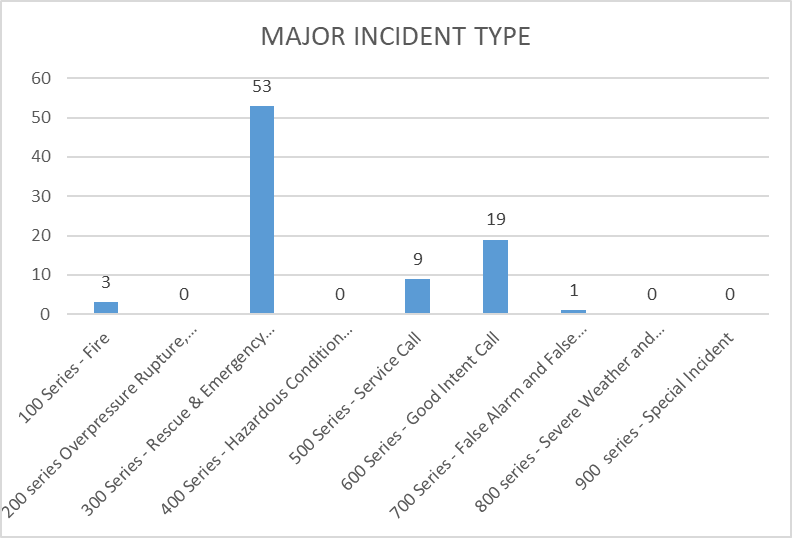 MAJOR INCIDENT TYPE
60
50
40
30
20
10
0
3
0
53
0
9
19
1
0
0
100 Series - Fire
200 series Overpressure Rupture,...
300 Series - Rescue & Emergency...
400 Series - Hazardous Condition...
500 Series - Service Call
600 Series - Good Intent Call
700 Series - False Alarm and False...
800 series - Severe Weather and...
900  series - Special Incident